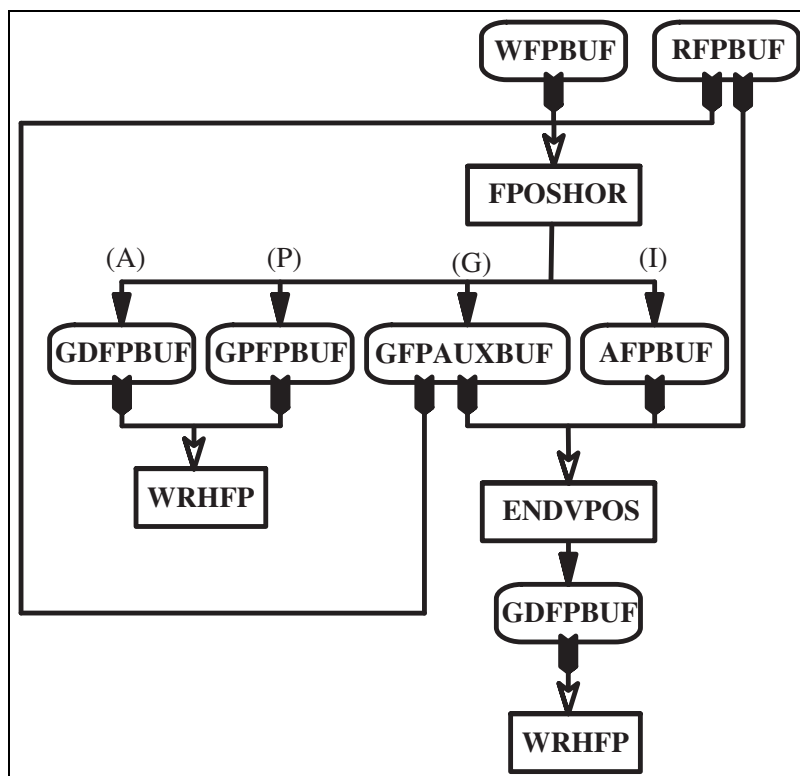 WFPBUF
RFPBUF
FPOSHOR
(A)
(P)
(G)
(I)
GDFPBUF
GPFPBUF
GFPAUXBUF
AFPBUF
WRHFP
ENDVPOS
GDFPBUF
WRHFP